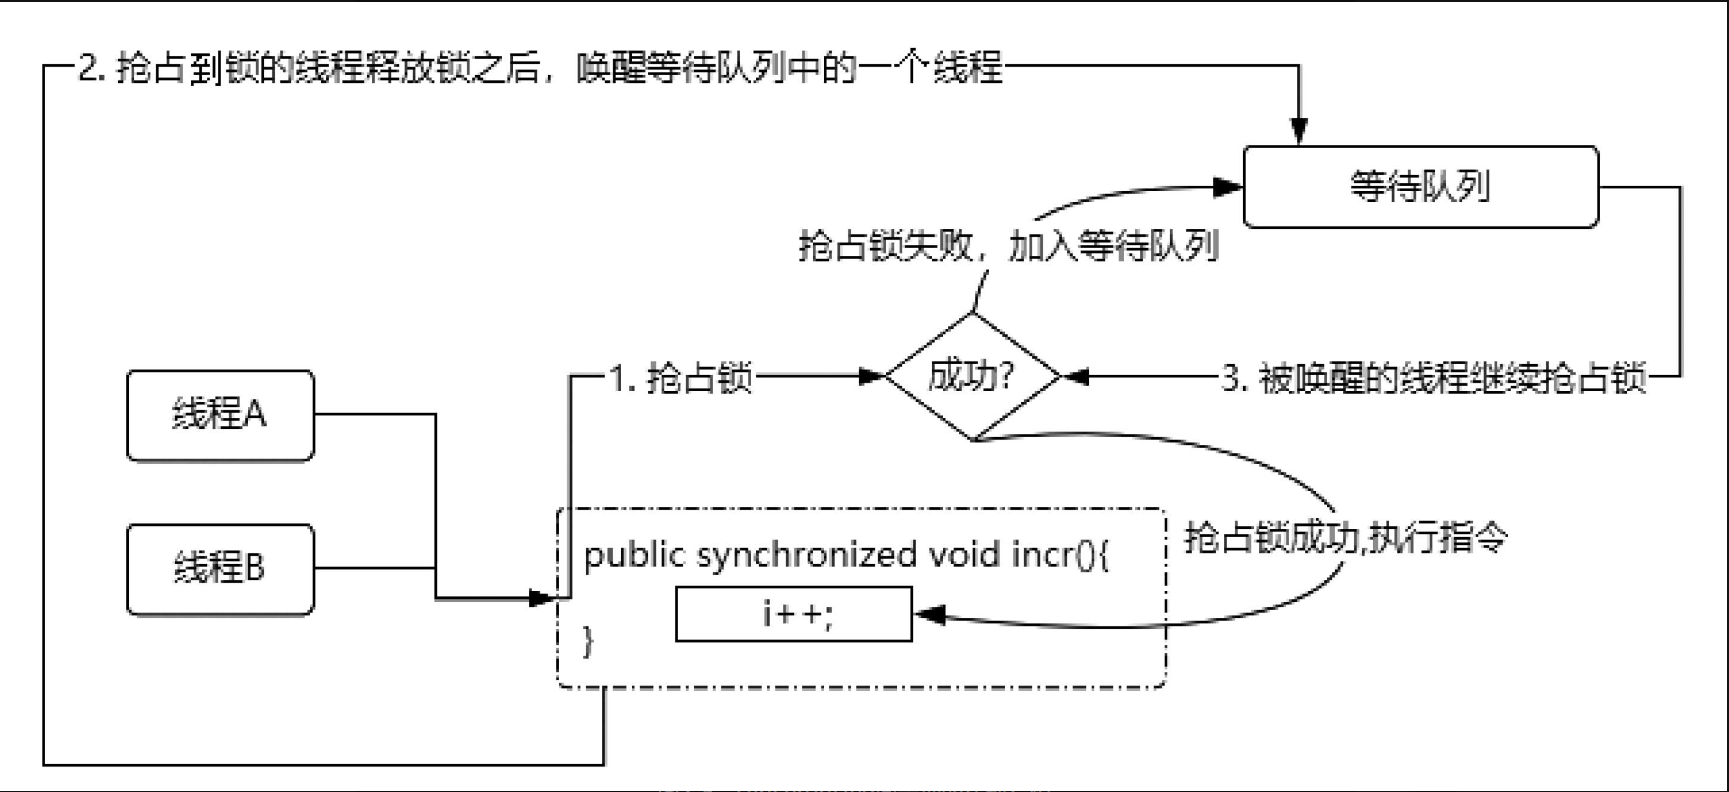 2. 抢占到锁的线程释放锁之后，唤醒等待队列中的一个线程
等待队列
抢占锁失败，加入等待队列
1. 抢占锁
成功?
3. 被唤醒的线程继续抢占锁
线程A
线程B
public synchronized void incr(){
抢占锁成功,执行指令
i++;
}